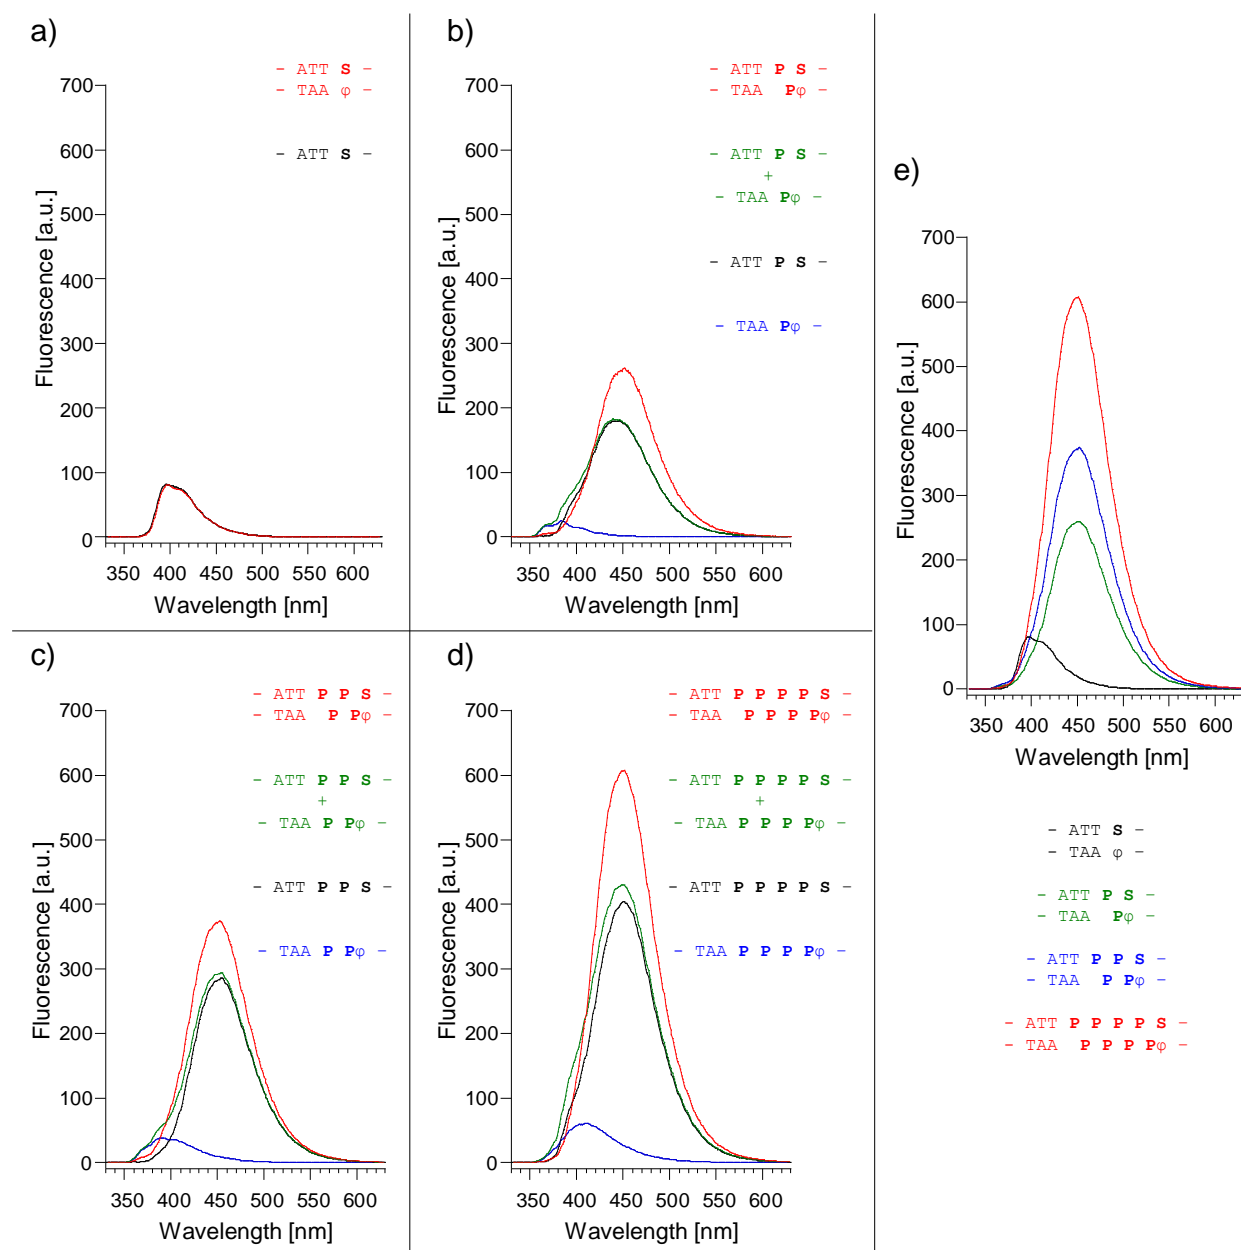 a)
- ATT S -
- TAA φ -
- ATT S -
700
600
500
400
300
200
100
0
Fluorescence [a.u.]
350 400 450 500 550 600
Wavelength [nm]
b)
- ATT P S -
- TAA Pφ -
- ATT P S -
+
- TAA Pφ -
- ATT P S -
- TAA Pφ -
700
600
500
400
300
200
100
0
Fluorescence [a.u.]
350 400 450 500 550 600
Wavelength [nm]
c)
- ATT P P S -
- TAA P Pφ -
- ATT P P S -
+
- TAA P Pφ -
- ATT P P S -
- TAA P Pφ -
700
600
500
400
300
200
100
0
Fluorescence [a.u.]
350 400 450 500 550 600
Wavelength [nm]
d)
- ATT P P P P S -
- TAA P P P Pφ -
- ATT P P P P S -
+
- TAA P P P Pφ -
- ATT P P P P S -
- TAA P P P Pφ -
700
600
500
400
300
200
100
0
Fluorescence [a.u.]
350 400 450 500 550 600
Wavelength [nm]
e)
700
600
500
400
300
200
100
0
Fluorescence [a.u.]
350 400 450 500 550 600
Wavelength [nm]
- ATT S -
- TAA φ -
- ATT P S -
- TAA Pφ -
- ATT P P S -
- TAA P Pφ -
- ATT P P P P S -
- TAA P P P Pφ -